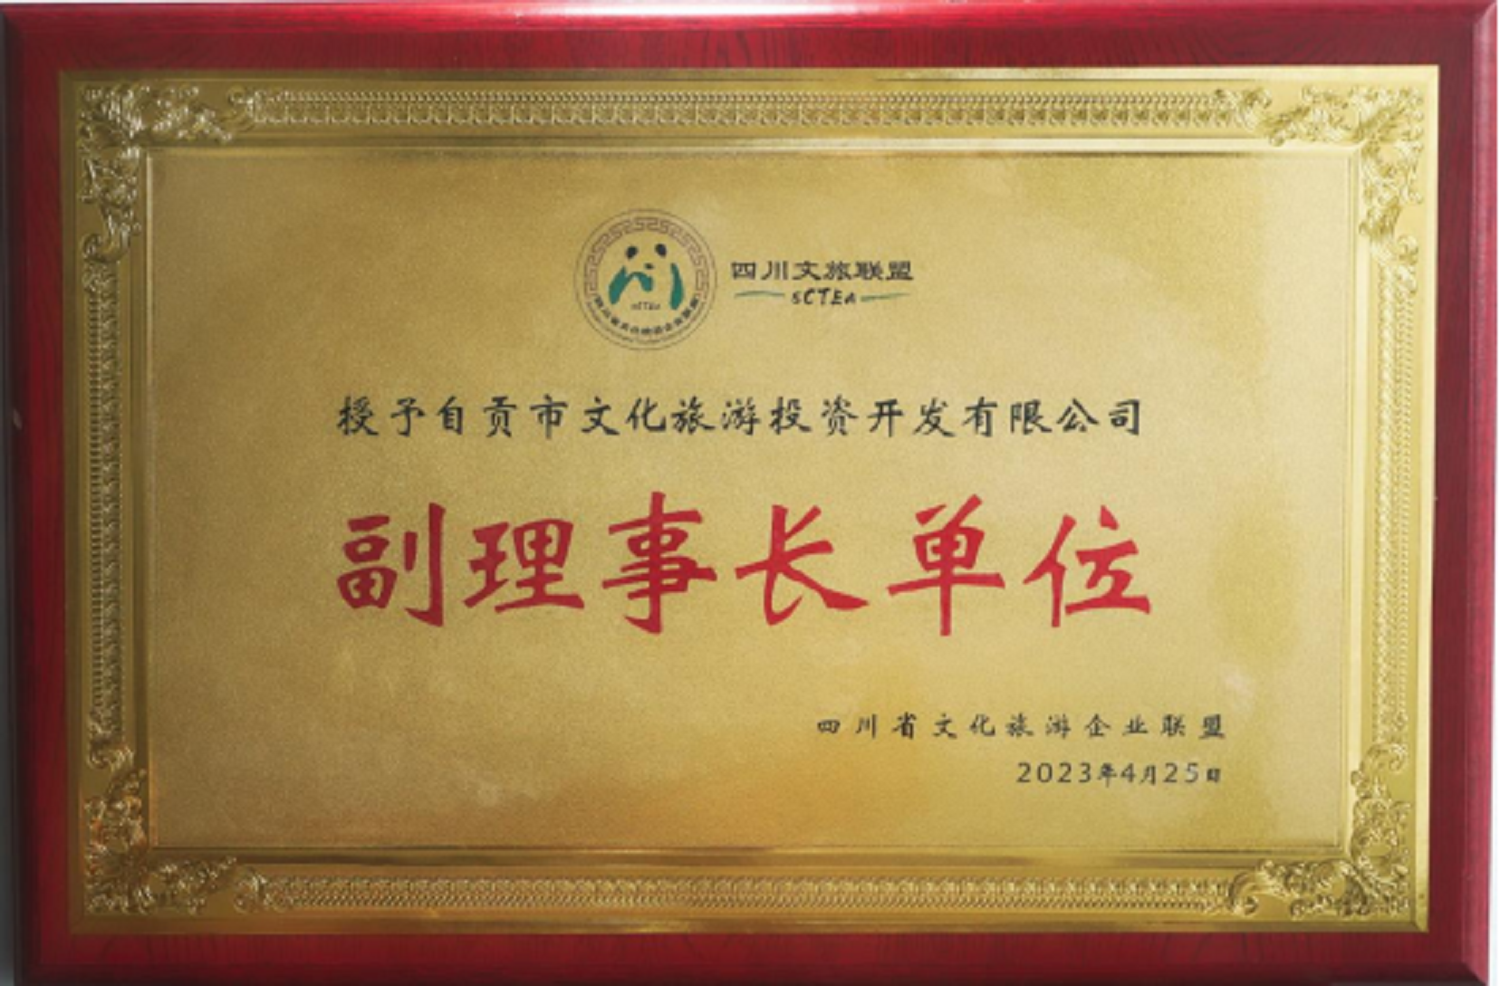 四川文旅联盟
SCTEA
授予自贡市文化旅游投资开发有限公司
副理事长单位
四川省文化旅游企业联盟
2023年4月25日